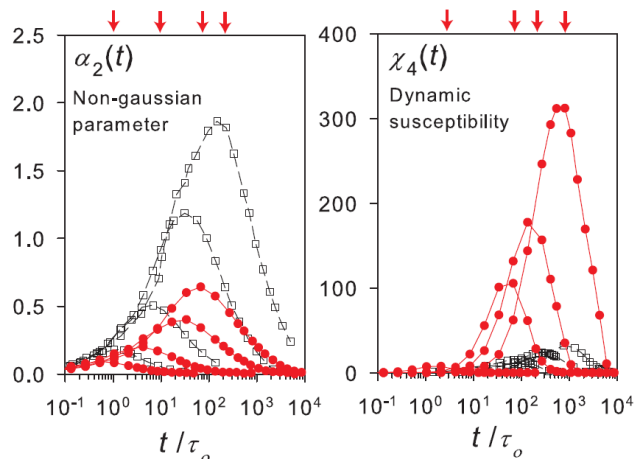 α₂(t)
Non-gaussian
parameter
2.5
2.0
1.5
1.0
0.5
0.0
10⁻¹ 10⁰ 10¹ 10² 10³ 10⁴
t / τₒ
χ₄(t)
Dynamic
susceptibility
400
300
200
100
0
10⁻¹ 10⁰ 10¹ 10² 10³ 10⁴
t / τₒ